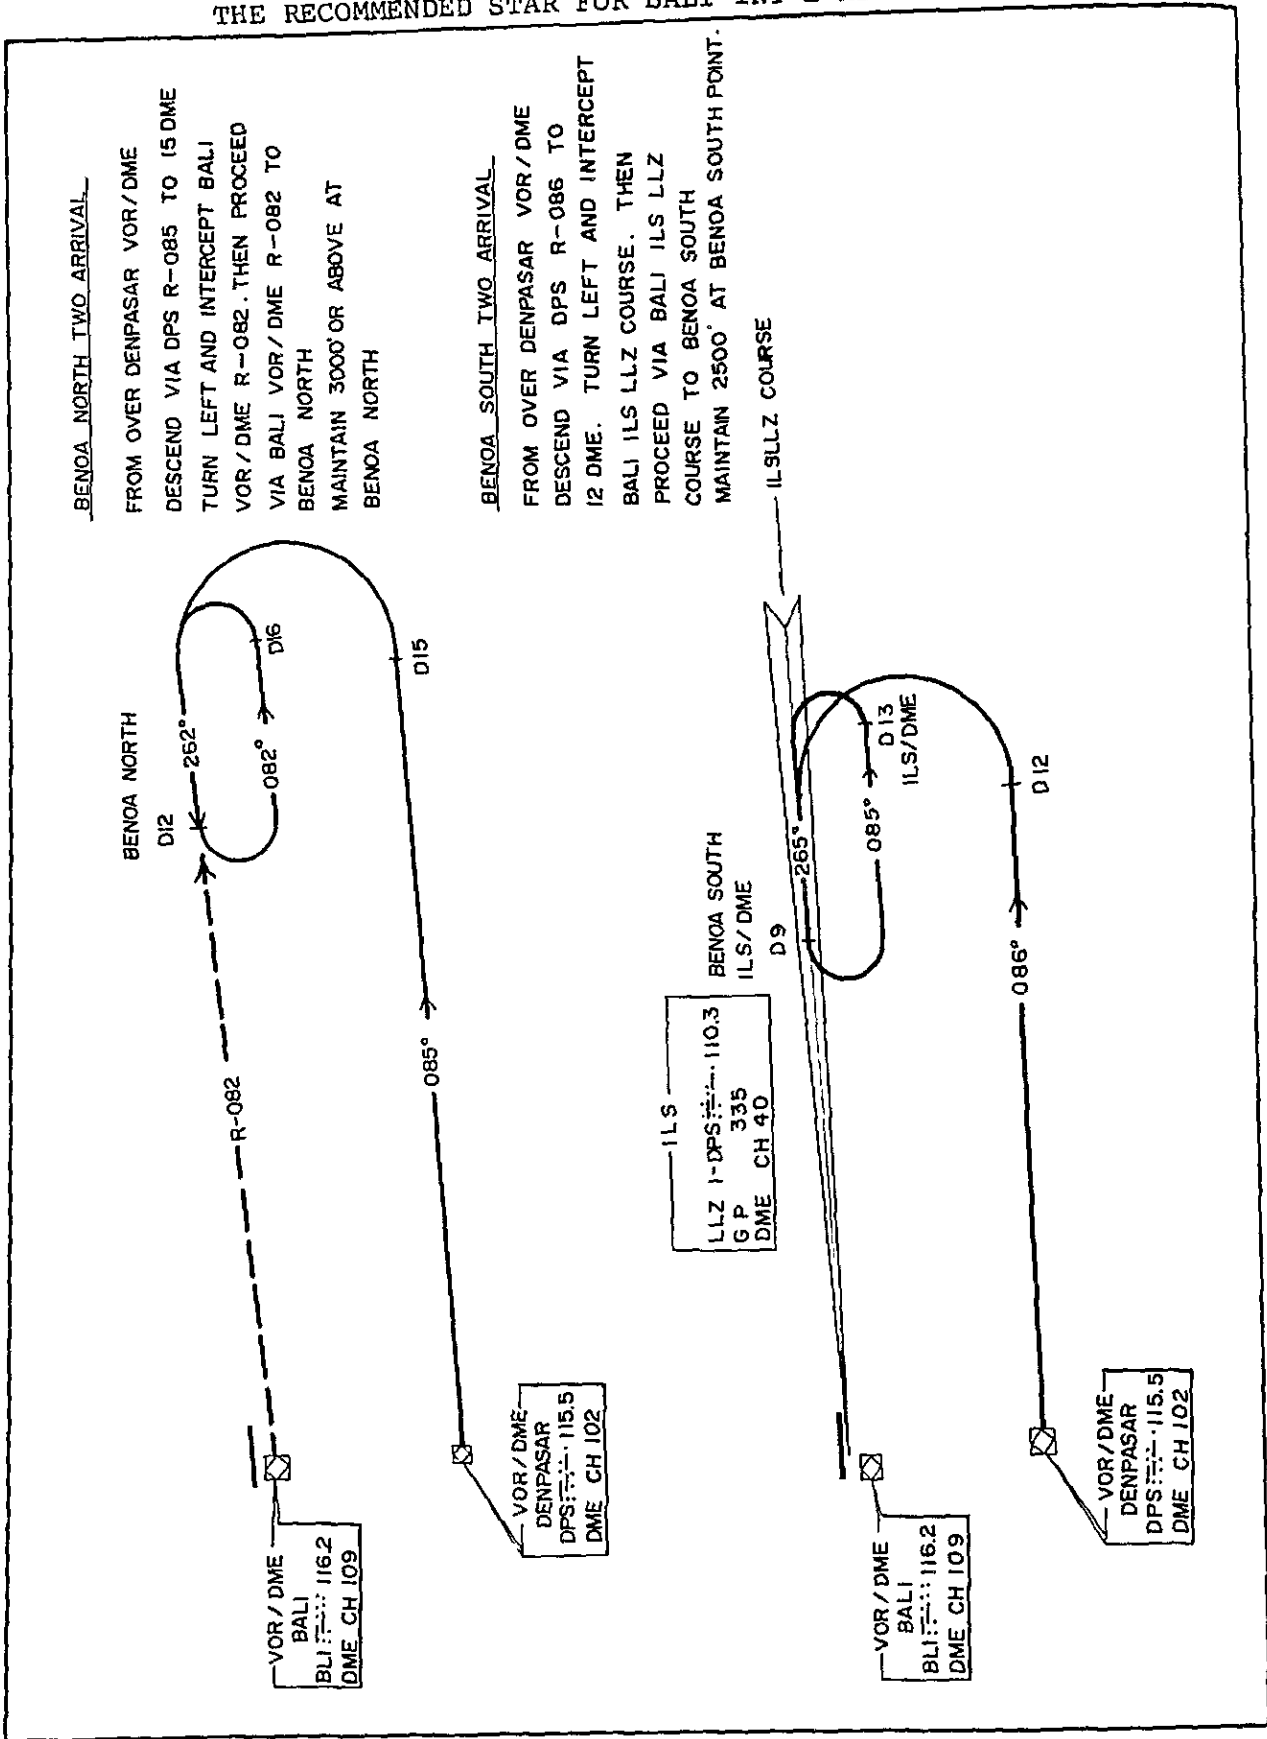 THE RECOMMENDED STAR FOR BALI
BENOA NORTH TWO ARRIVAL
FROM OVER DENPASAR VOR/DME
DESCEND VIA DPS R-085 TO 15 DME
TURN LEFT AND INTERCEPT BALI
VOR/DME R-082. THEN PROCEED
VIA BALI VOR/DME R-082 TO
BENOA NORTH
MAINTAIN 3000' OR ABOVE AT
BENOA NORTH
BENOA SOUTH TWO ARRIVAL
FROM OVER DENPASAR VOR/DME
DESCEND VIA DPS R-086 TO
12 DME. TURN LEFT AND INTERCEPT
BALI ILS LLZ COURSE. THEN
PROCEED VIA BALI ILS LLZ
COURSE TO BENOA SOUTH
MAINTAIN 2500' AT BENOA SOUTH POINT.
BENOA NORTH
D12
262°
082°
D16
D15
R-082
085°
VOR/DME
BALI
BLI 116.2
DME CH 109
VOR/DME
DENPASAR
DPS 115.5
DME CH 102
ILSLLZ COURSE
BENOA SOUTH
ILS/DME
D9
265°
085°
D13
ILS/DME
D12
086°
ILS
LLZ I-DPS 110.3
GP 335
DME CH 40
VOR/DME
BALI
BLI 116.2
DME CH 109
VOR/DME
DENPASAR
DPS 115.5
DME CH 102